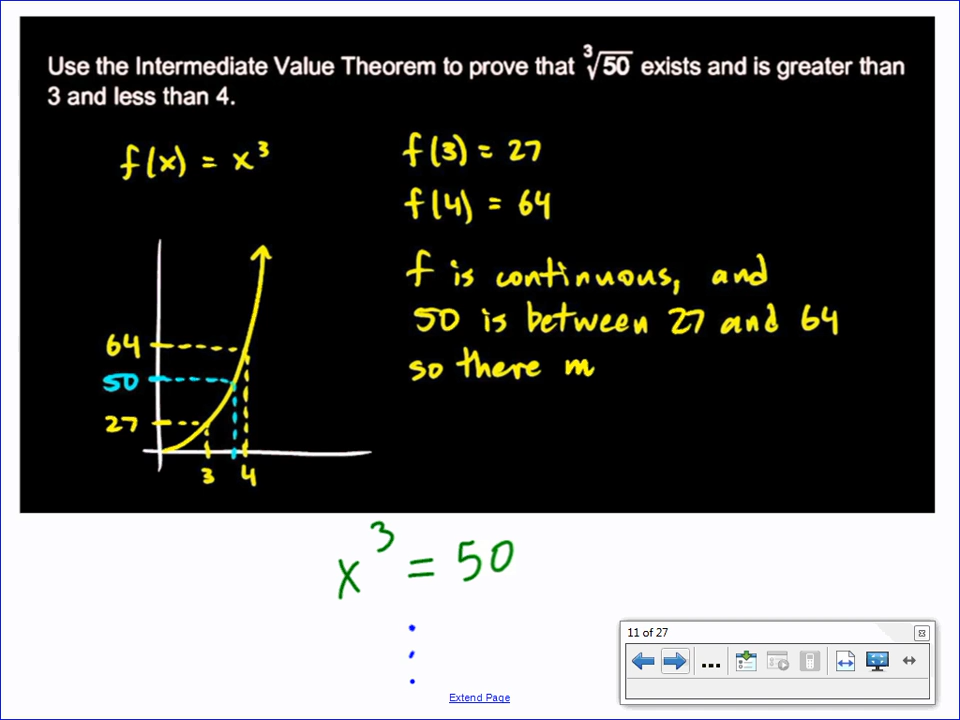 Use the Intermediate Value Theorem to prove that ∛50 exists and is greater than
3 and less than 4.
f(x) = x³
f(3) = 27
f(4) = 64
f is continuous, and
50 is between 27 and 64
so there m
64
50
27
3 4
x³ = 50
11 of 27
...
Extend Page